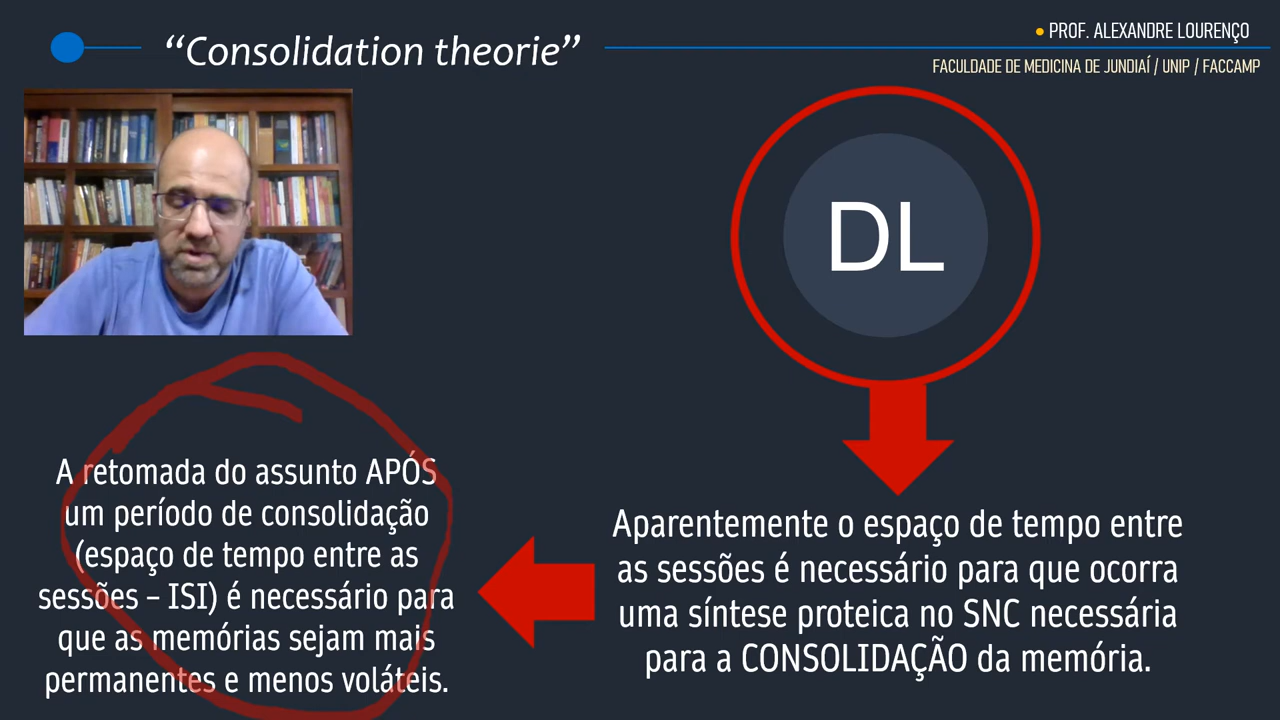 “Consolidation theorie”
PROF. ALEXANDRE LOURENÇO
FACULDADE DE MEDICINA DE JUNDIAÍ / UNIP / FACCAMP
DL
Aparentemente o espaço de tempo entre
as sessões é necessário para que ocorra
uma síntese proteica no SNC necessária
para a CONSOLIDAÇÃO da memória.
A retomada do assunto APÓS
um período de consolidação
(espaço de tempo entre as
sessões – ISI) é necessário para
que as memórias sejam mais
permanentes e menos voláteis.